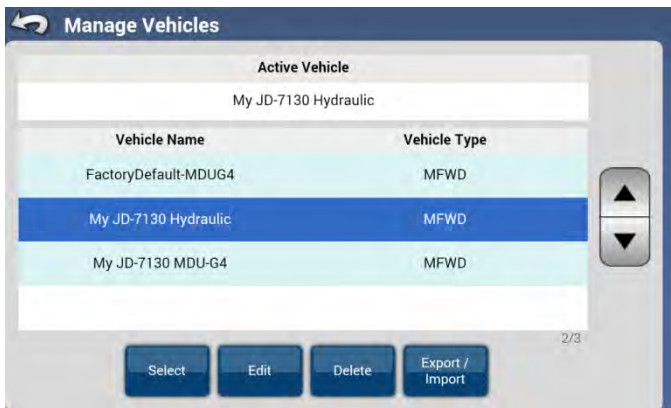 Manage Vehicles
Active Vehicle
My JD-7130 Hydraulic
Vehicle Name Vehicle Type
FactoryDefault-MDUG4 MFWD
My JD-7130 Hydraulic MFWD
My JD-7130 MDU-G4 MFWD
2/3
Select Edit Delete Export /
Import